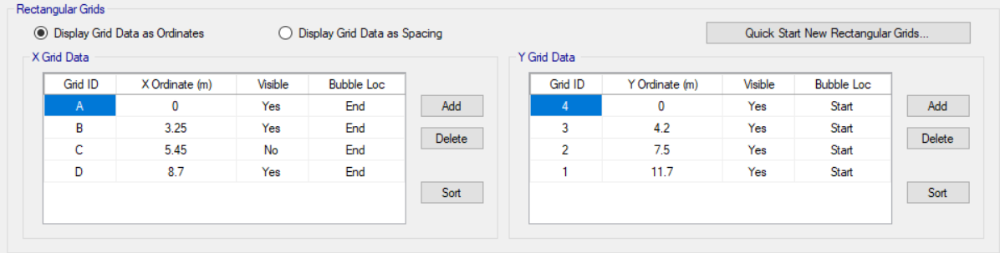 Rectangular Grids
Display Grid Data as Ordinates Display Grid Data as Spacing Quick Start New Rectangular Grids...
X Grid Data
Grid ID X Ordinate (m) Visible Bubble Loc
A 0 Yes End
B 3.25 Yes End
C 5.45 No End
D 8.7 Yes End
Add
Delete
Sort
Y Grid Data
Grid ID Y Ordinate (m) Visible Bubble Loc
4 0 Yes Start
3 4.2 Yes Start
2 7.5 Yes Start
1 11.7 Yes Start
Add
Delete
Sort